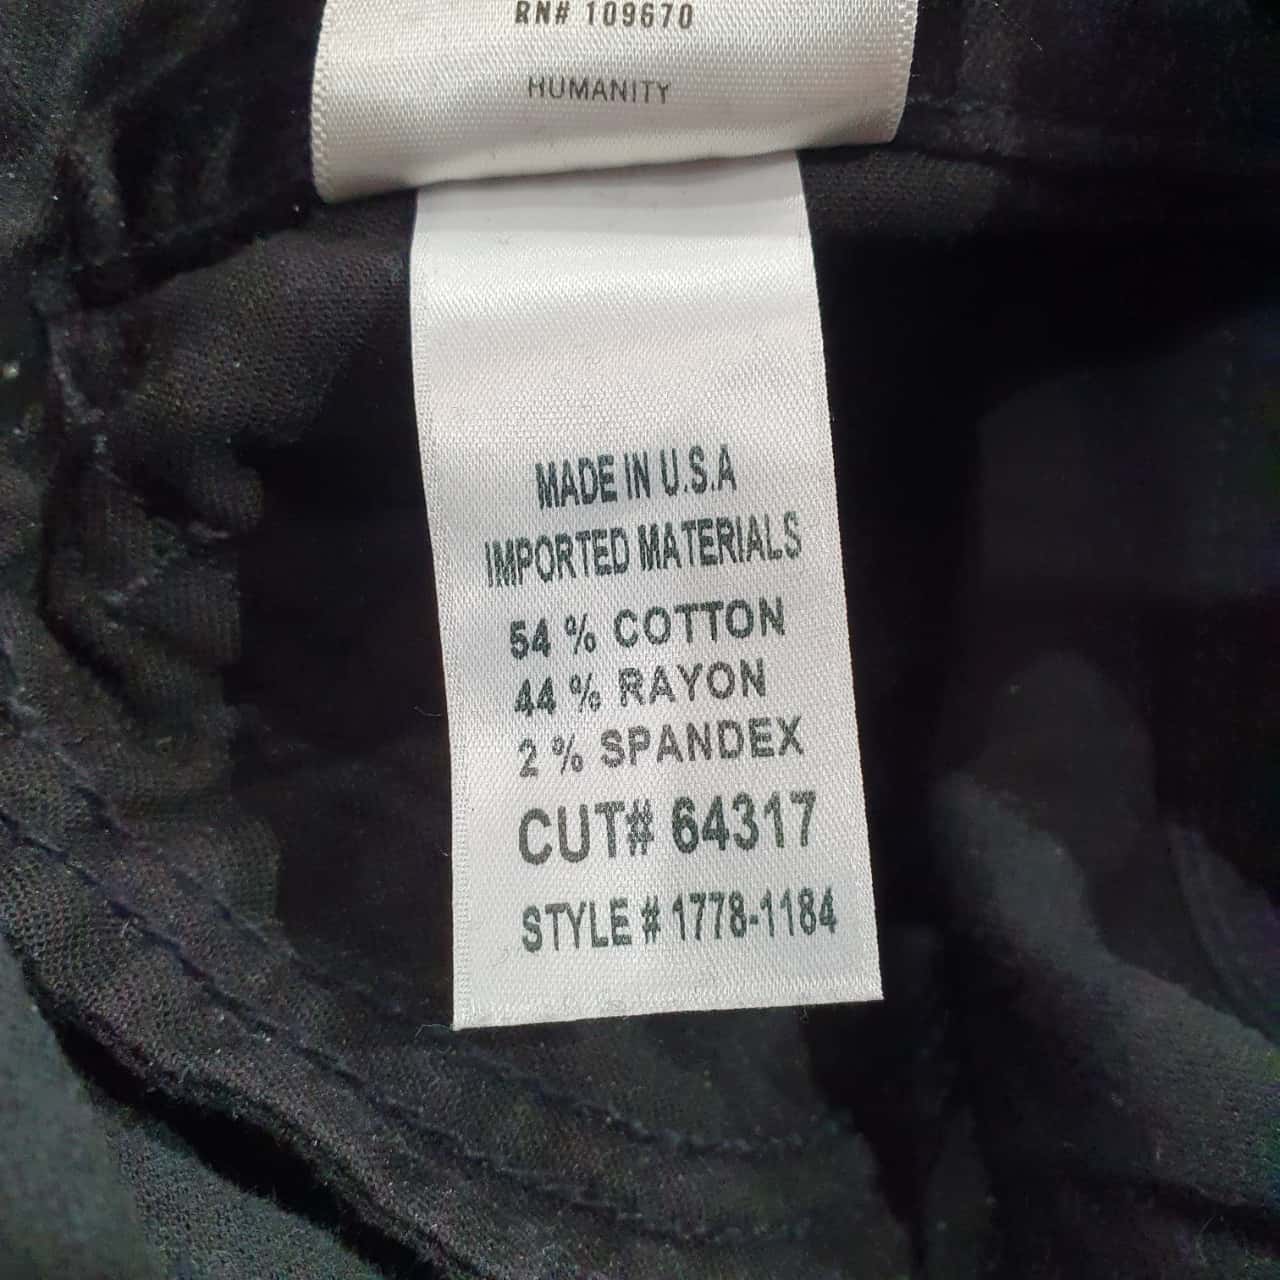 RN# 109670
HUMANITY
MADE IN U.S.A
IMPORTED MATERIALS
54 % COTTON
44 % RAYON
2 % SPANDEX
CUT# 64317
STYLE # 1778-1184